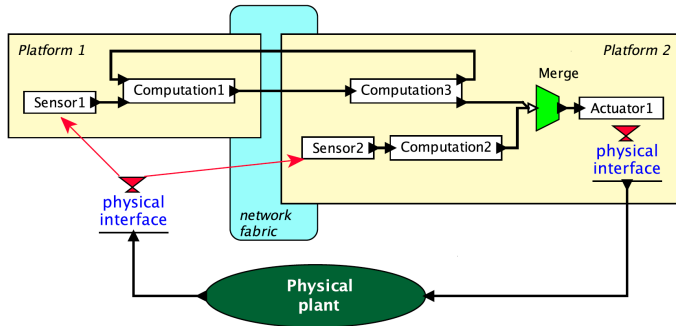 Platform 1
Platform 2
Merge
Computation1
Computation3
Sensor1
Actuator1
Sensor2
Computation2
physical
interface
physical
interface
network
fabric
Physical
plant